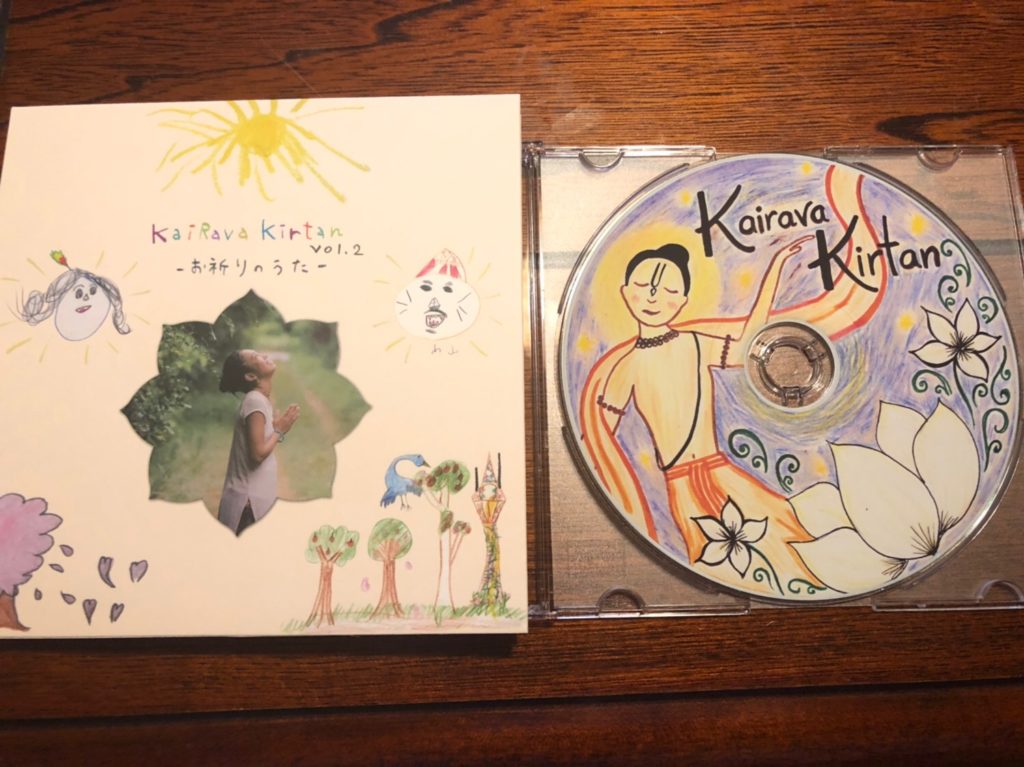 KaiRava Kirtan
vol.2
-お祈りのうた-
Kairava
Kirtan